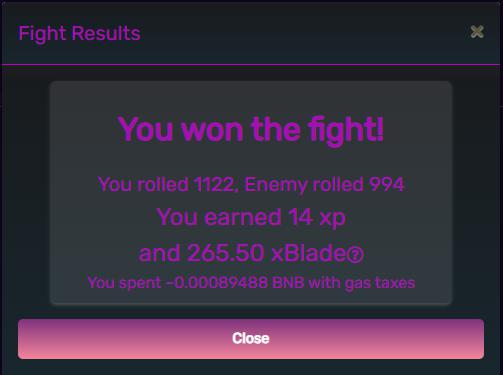 Fight Results
You won the fight!
You rolled 1122, Enemy rolled 994
You earned 14 xp
and 265.50 xBlade?
You spent ~0.00089488 BNB with gas taxes
Close